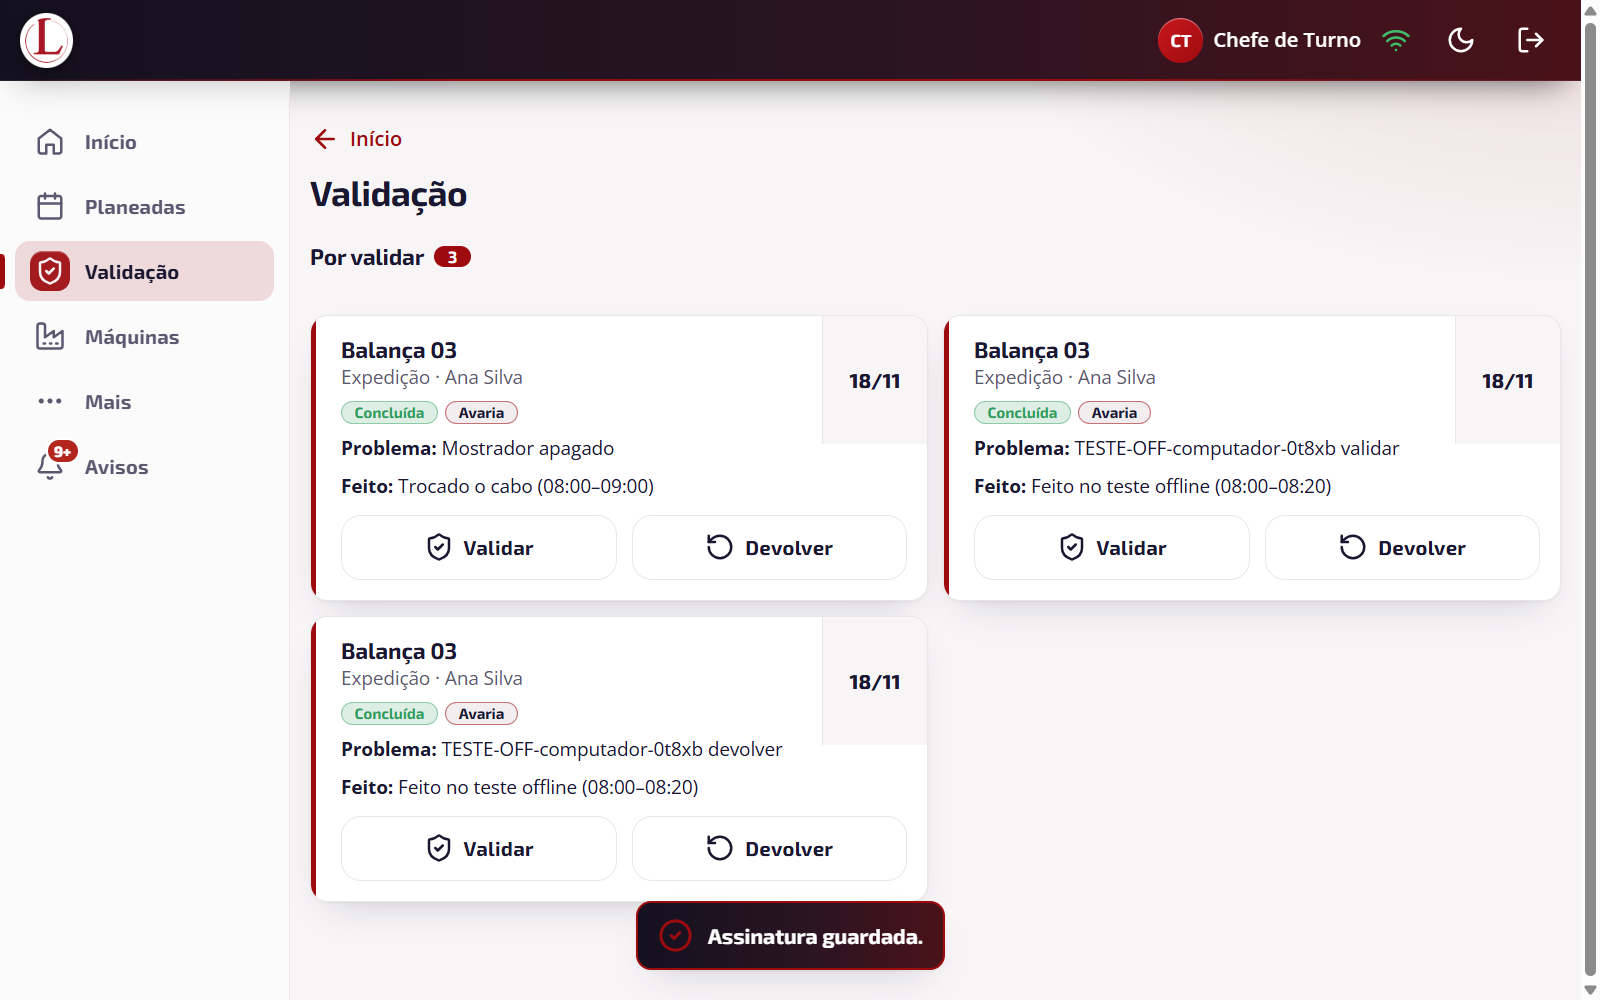 L
CT Chefe de Turno
Início
Planeadas
Validação
Máquinas
Mais
9+
Avisos
Início
Validação
Por validar 3
Balança 03
Expedição · Ana Silva
Concluída Avaria
18/11
Problema: Mostrador apagado
Feito: Trocado o cabo (08:00–09:00)
Validar Devolver
Balança 03
Expedição · Ana Silva
Concluída Avaria
18/11
Problema: TESTE-OFF-computador-0t8xb validar
Feito: Feito no teste offline (08:00–08:20)
Validar Devolver
Balança 03
Expedição · Ana Silva
Concluída Avaria
18/11
Problema: TESTE-OFF-computador-0t8xb devolver
Feito: Feito no teste offline (08:00–08:20)
Validar Devolver
Assinatura guardada.